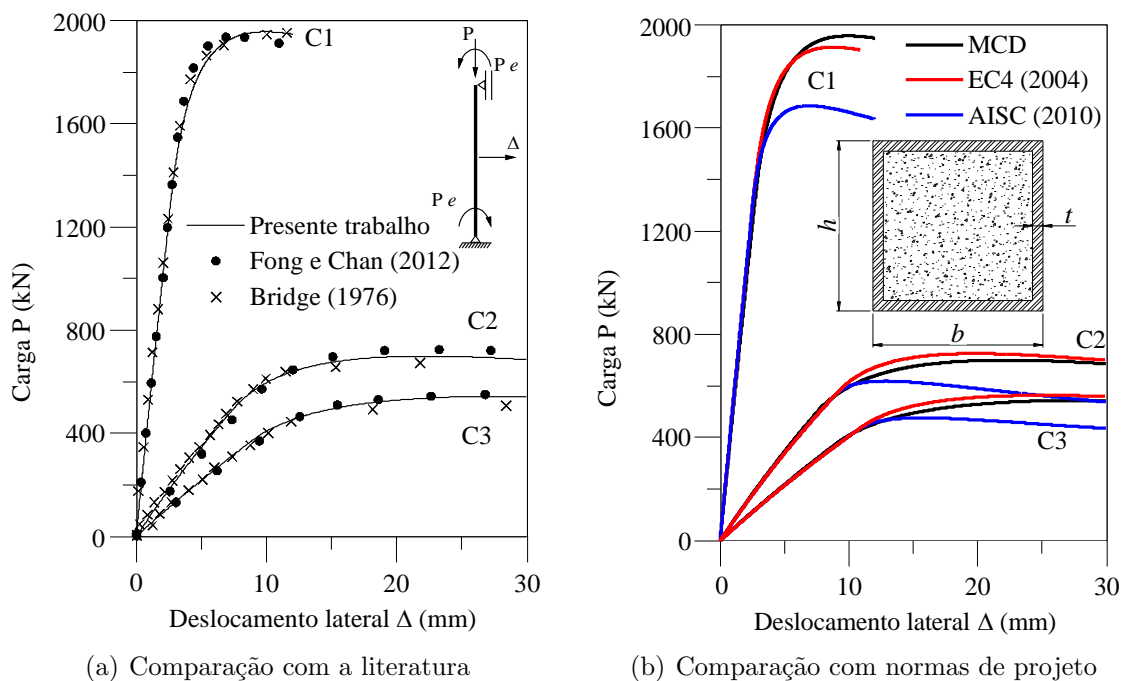 2000
1600
1200
800
400
0
Carga P (kN)
C1
P
P e
Δ
P e
Presente trabalho
Fong e Chan (2012)
Bridge (1976)
C2
C3
0
10
20
30
Deslocamento lateral Δ (mm)
(a) Comparação com a literatura
2000
1600
1200
800
400
0
Carga P (kN)
MCD
EC4 (2004)
AISC (2010)
C1
h
t
b
C2
C3
0
10
20
30
Deslocamento lateral Δ (mm)
(b) Comparação com normas de projeto